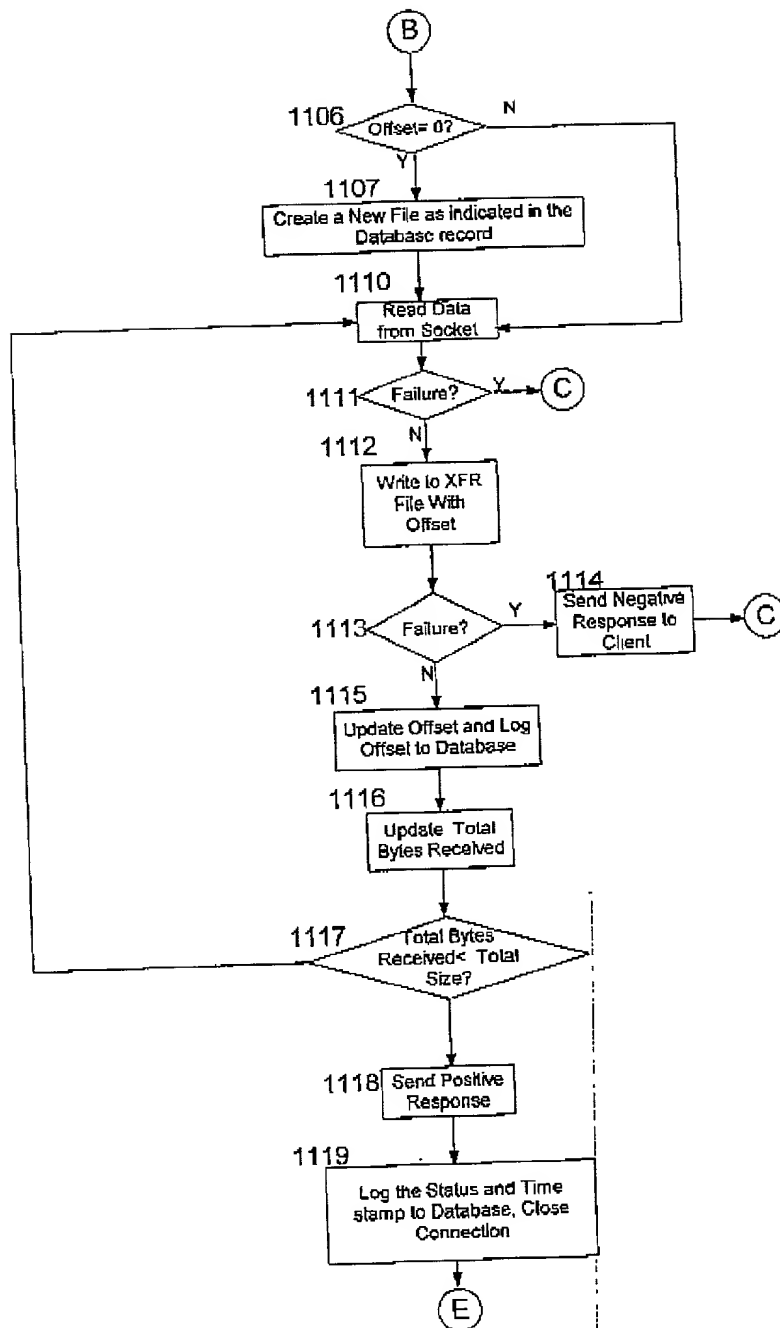 B
1106
Offset= 0?
N
Y
1107
Create a New File as indicated in the
Database record
1110
Read Data
from Socket
1111
Failure?
Y
C
N
1112
Write to XFR
File With
Offset
1113
Failure?
Y
1114
Send Negative
Response to
Client
C
N
1115
Update Offset and Log
Offset to Database
1116
Update Total
Bytes Received
1117
Total Bytes
Received< Total
Size?
1118
Send Positive
Response
1119
Log the Status and Time
stamp to Database, Close
Connection
E